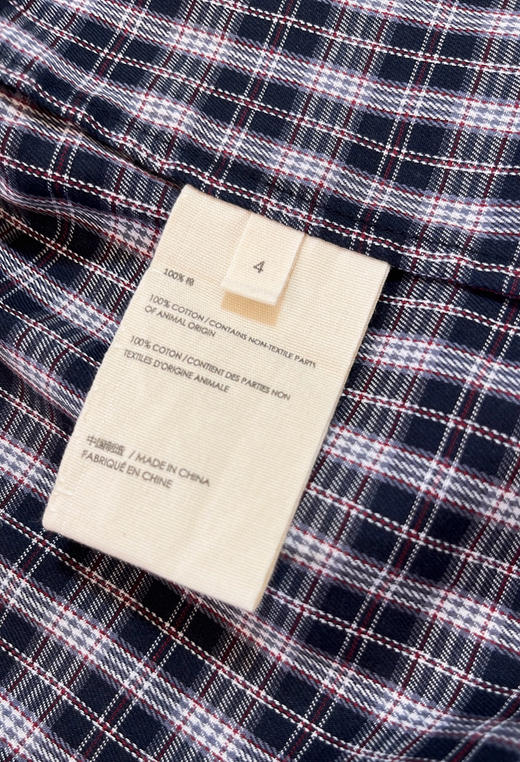 4
100% 棉
100% COTTON / CONTAINS NON-TEXTILE PARTS
OF ANIMAL ORIGIN
100% COTON / CONTIENT DES PARTIES NON
TEXTILES D'ORIGINE ANIMALE
中国制造 / MADE IN CHINA
FABRIQUÉ EN CHINE